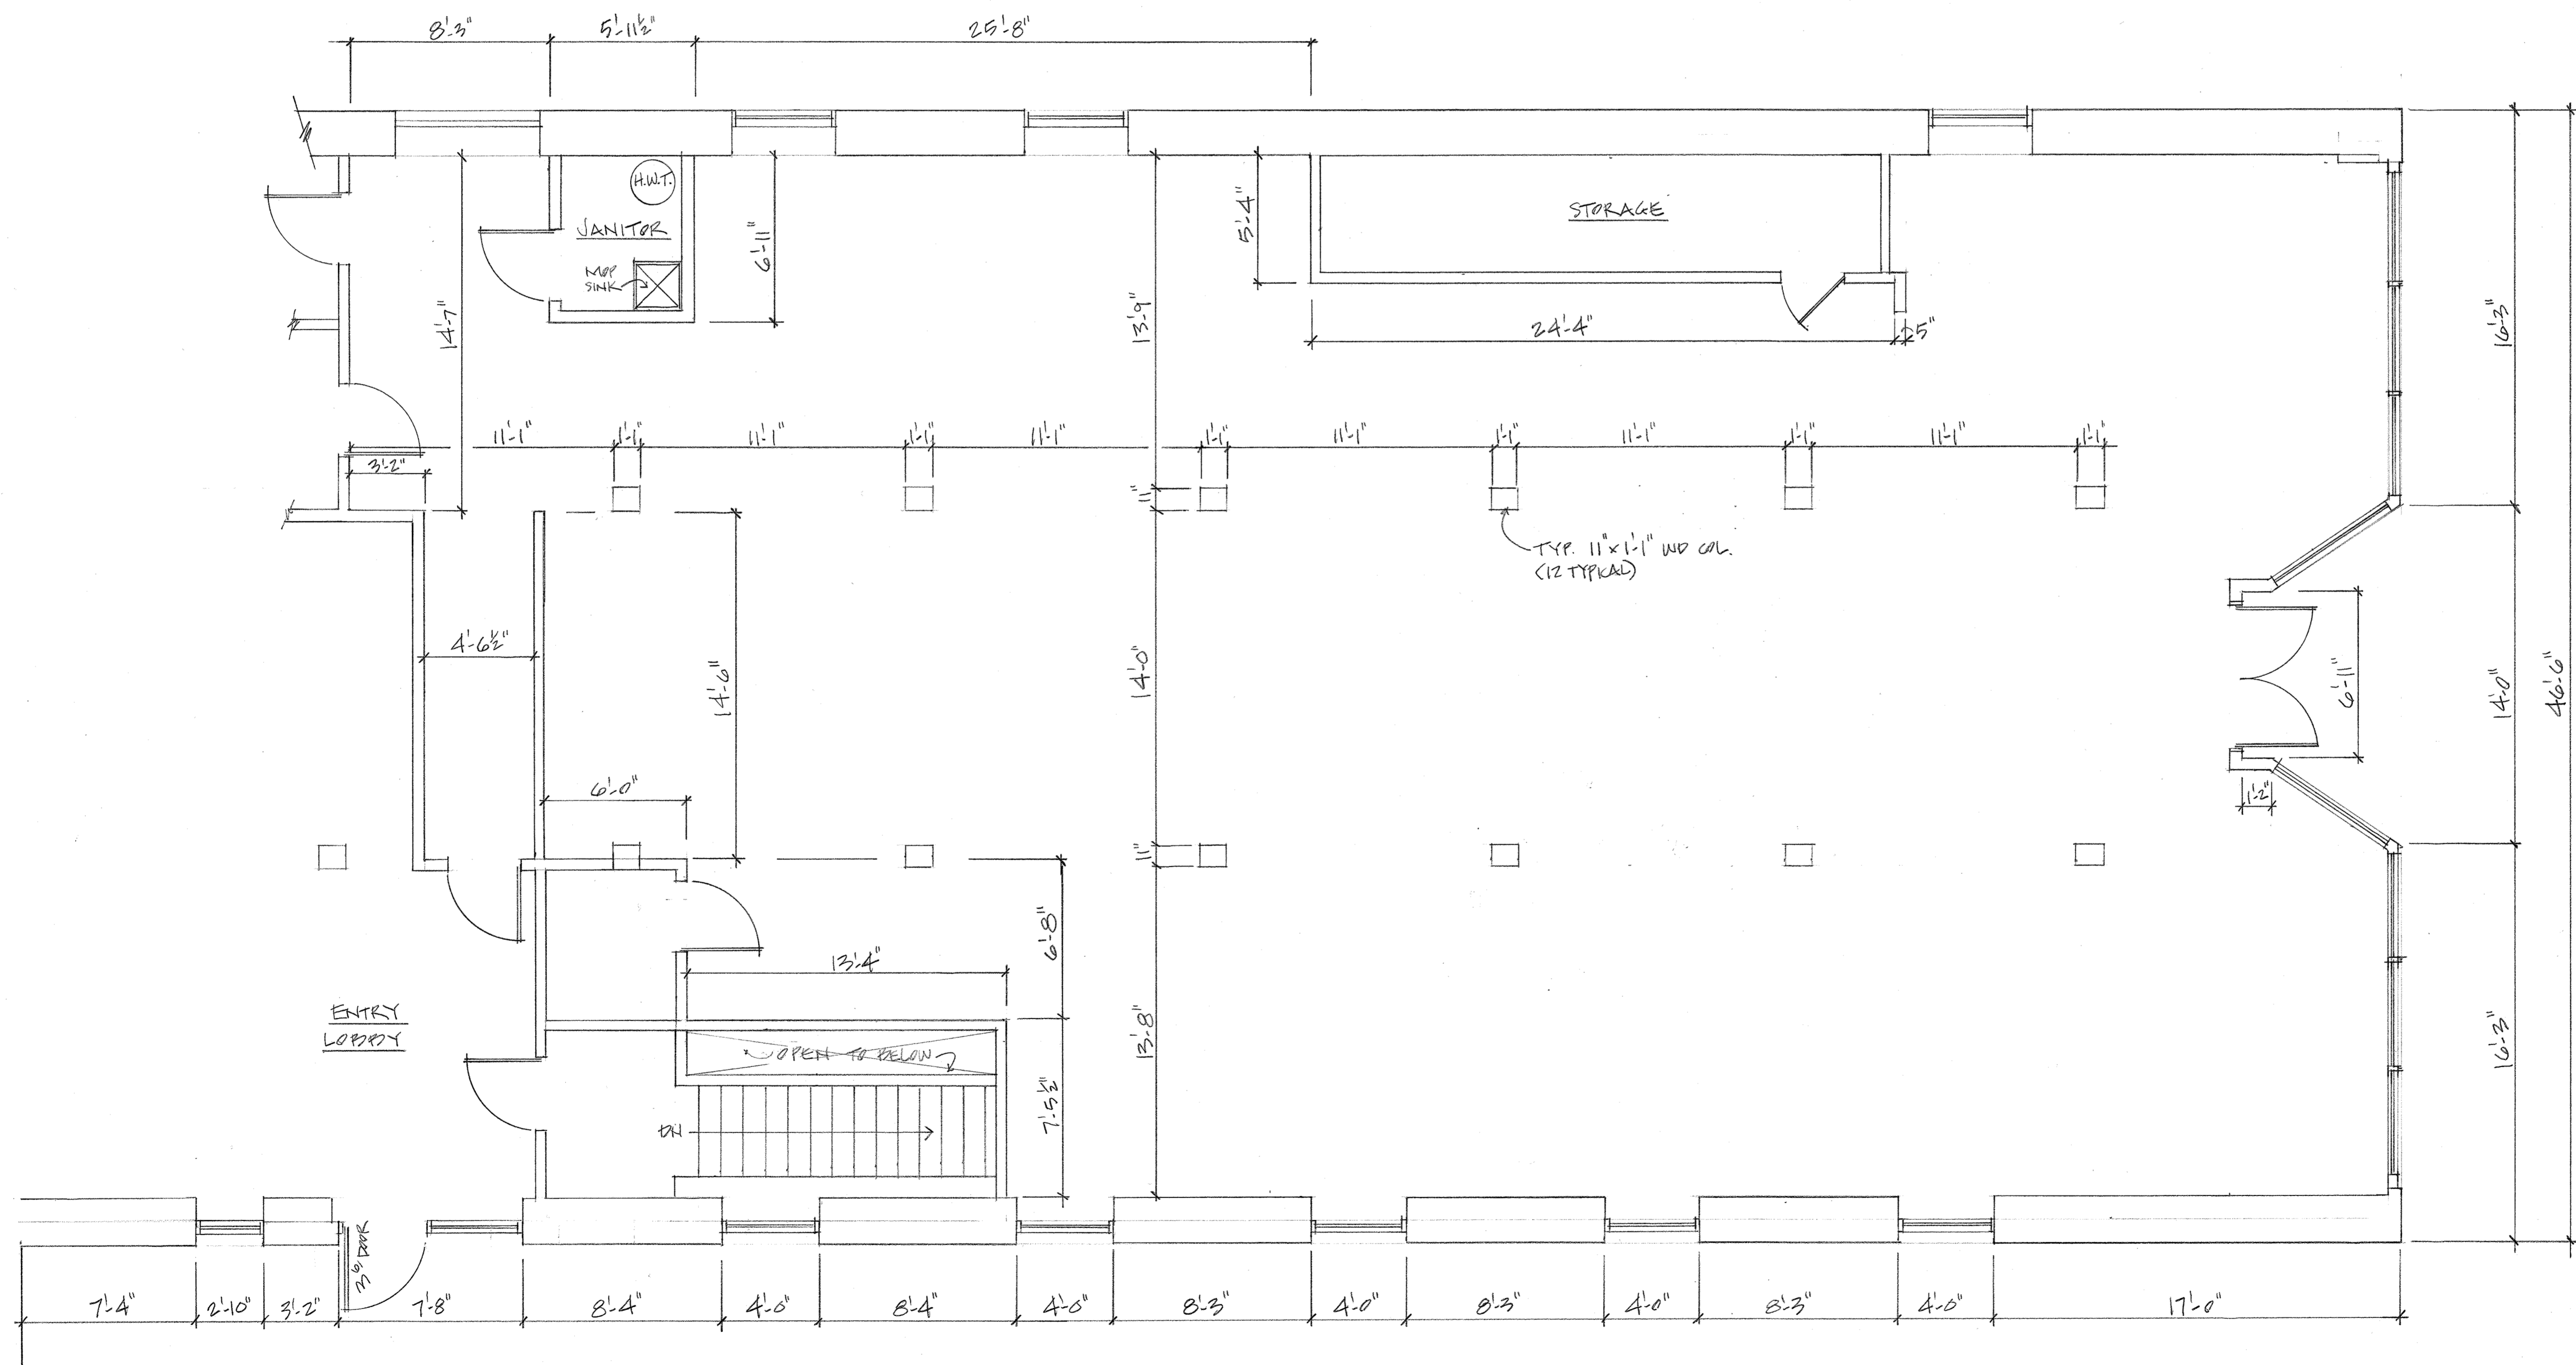 8'-3" 5'-11½" 25'-8"
H.W.T.
JANITOR
MOP
SINK
6'-11"
14'-7"
5'-4"
STORAGE
13'-9"
24'-4" 5"
16'-3"
11'-1" 1'-1" 11'-1" 1'-1" 11'-1" 1'-1" 11'-1" 1'-1" 11'-1" 1'-1" 11'-1" 1'-1"
3'-2"
11"
TYP. 11"x1'-1" WD COL.
(12 TYPICAL)
4'-6½"
14'-6"
14'-0"
6'-11"
14'-0"
46'-6"
6'-0"
1'-2"
11"
6'-8"
13'-4"
ENTRY
LOBBY
OPEN TO BELOW
13'-8"
16'-3"
7'-5½"
DN
3'6" DOOR
7'-4" 2'-10" 3'-2" 7'-8" 8'-4" 4'-0" 8'-4" 4'-0" 8'-3" 4'-0" 8'-3" 4'-0" 8'-3" 4'-0" 17'-0"